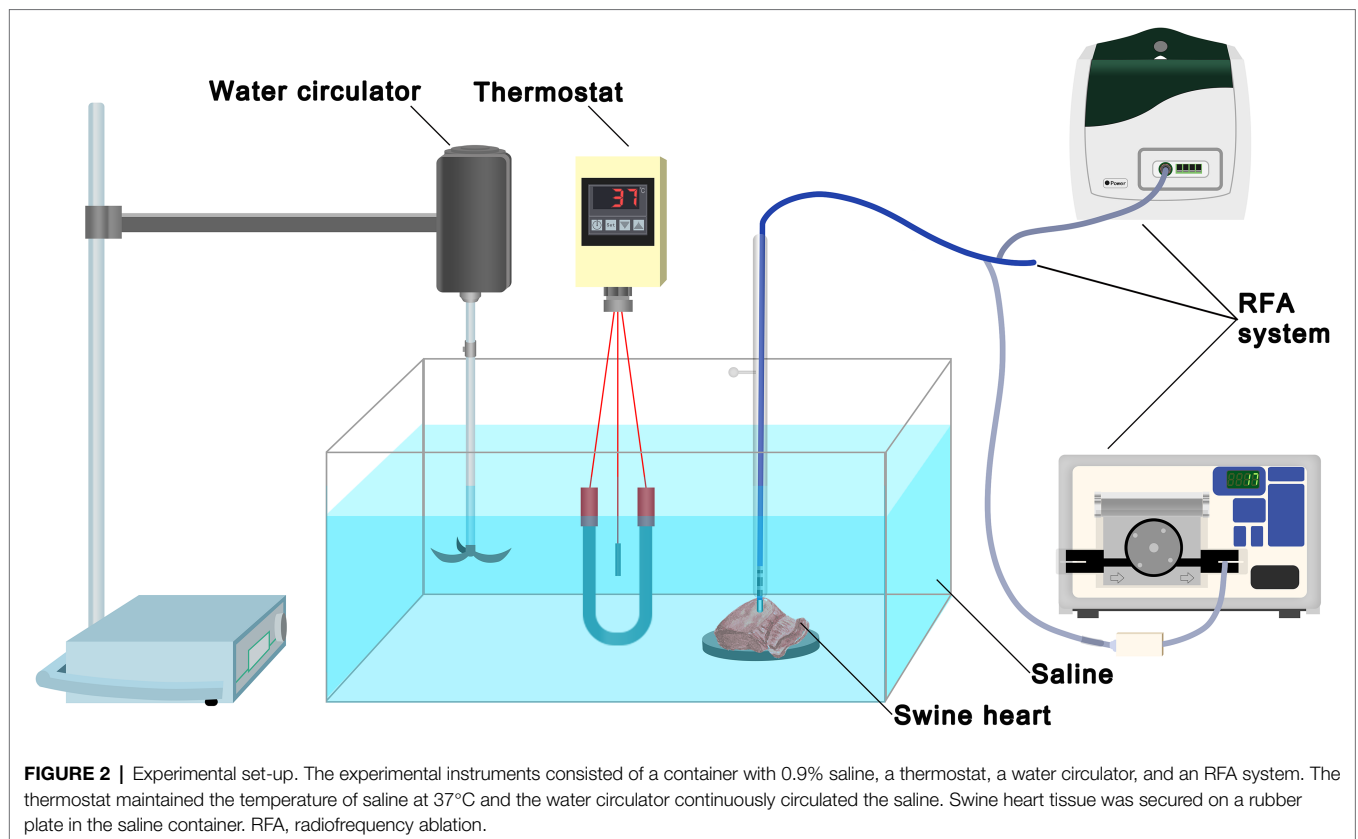 Water circulator
Thermostat
37
°C
Set
Power
RFA
system
17
Saline
Swine heart
FIGURE 2 | Experimental set-up. The experimental instruments consisted of a container with 0.9% saline, a thermostat, a water circulator, and an RFA system. The
thermostat maintained the temperature of saline at 37°C and the water circulator continuously circulated the saline. Swine heart tissue was secured on a rubber
plate in the saline container. RFA, radiofrequency ablation.